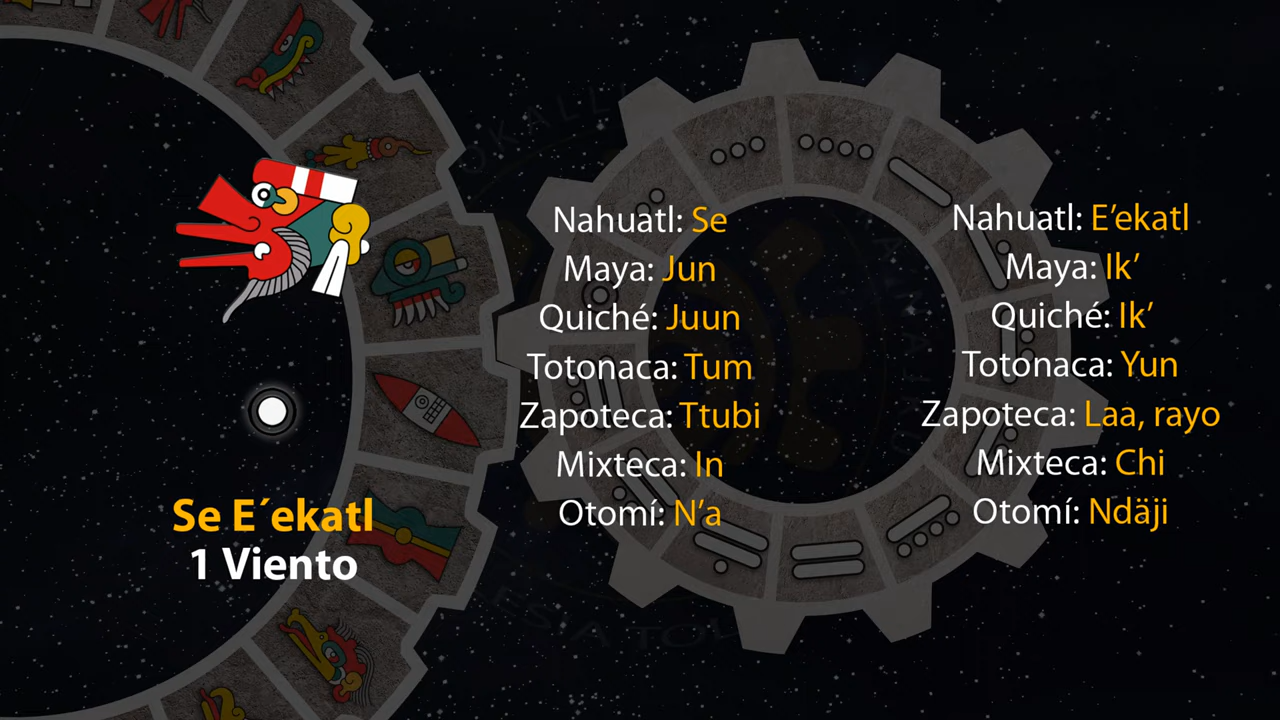 Nahuatl: Se
Maya: Jun
Quiché: Juun
Totonaca: Tum
Zapoteca: Ttubi
Mixteca: In
Otomí: N’a
Nahuatl: E’ekatl
Maya: Ik’
Quiché: Ik’
Totonaca: Yun
Zapoteca: Laa, rayo
Mixteca: Chi
Otomí: Ndäji
Se E´ekatl
1 Viento